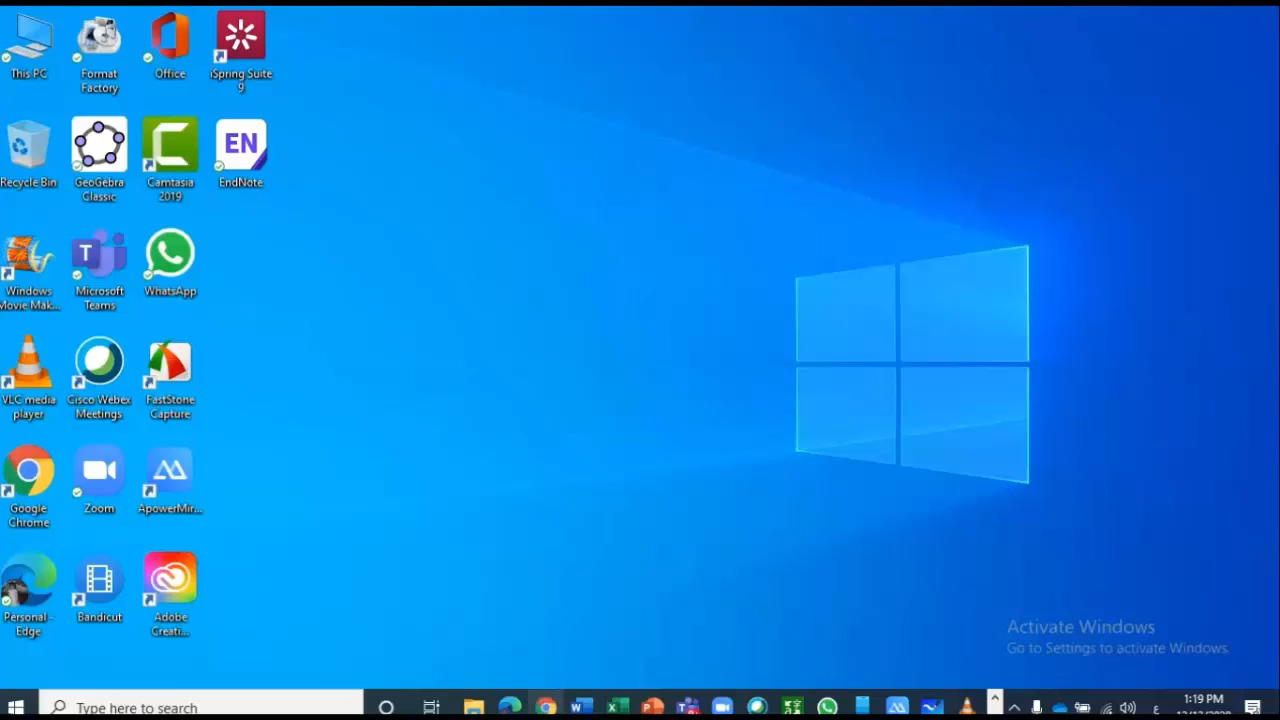 This PC
Format
Factory
Office
iSpring Suite
9
Recycle Bin
GeoGebra
Classic
Camtasia
2019
EN
EndNote
Windows
Movie Mak...
T
Microsoft
Teams
WhatsApp
VLC media
player
Cisco Webex
Meetings
FastStone
Capture
Google
Chrome
Zoom
ApowerMir...
Personal -
Edge
Bandicut
Adobe
Creati...
Activate Windows
Go to Settings to activate Windows.
Type here to search
ع
1:19 PM